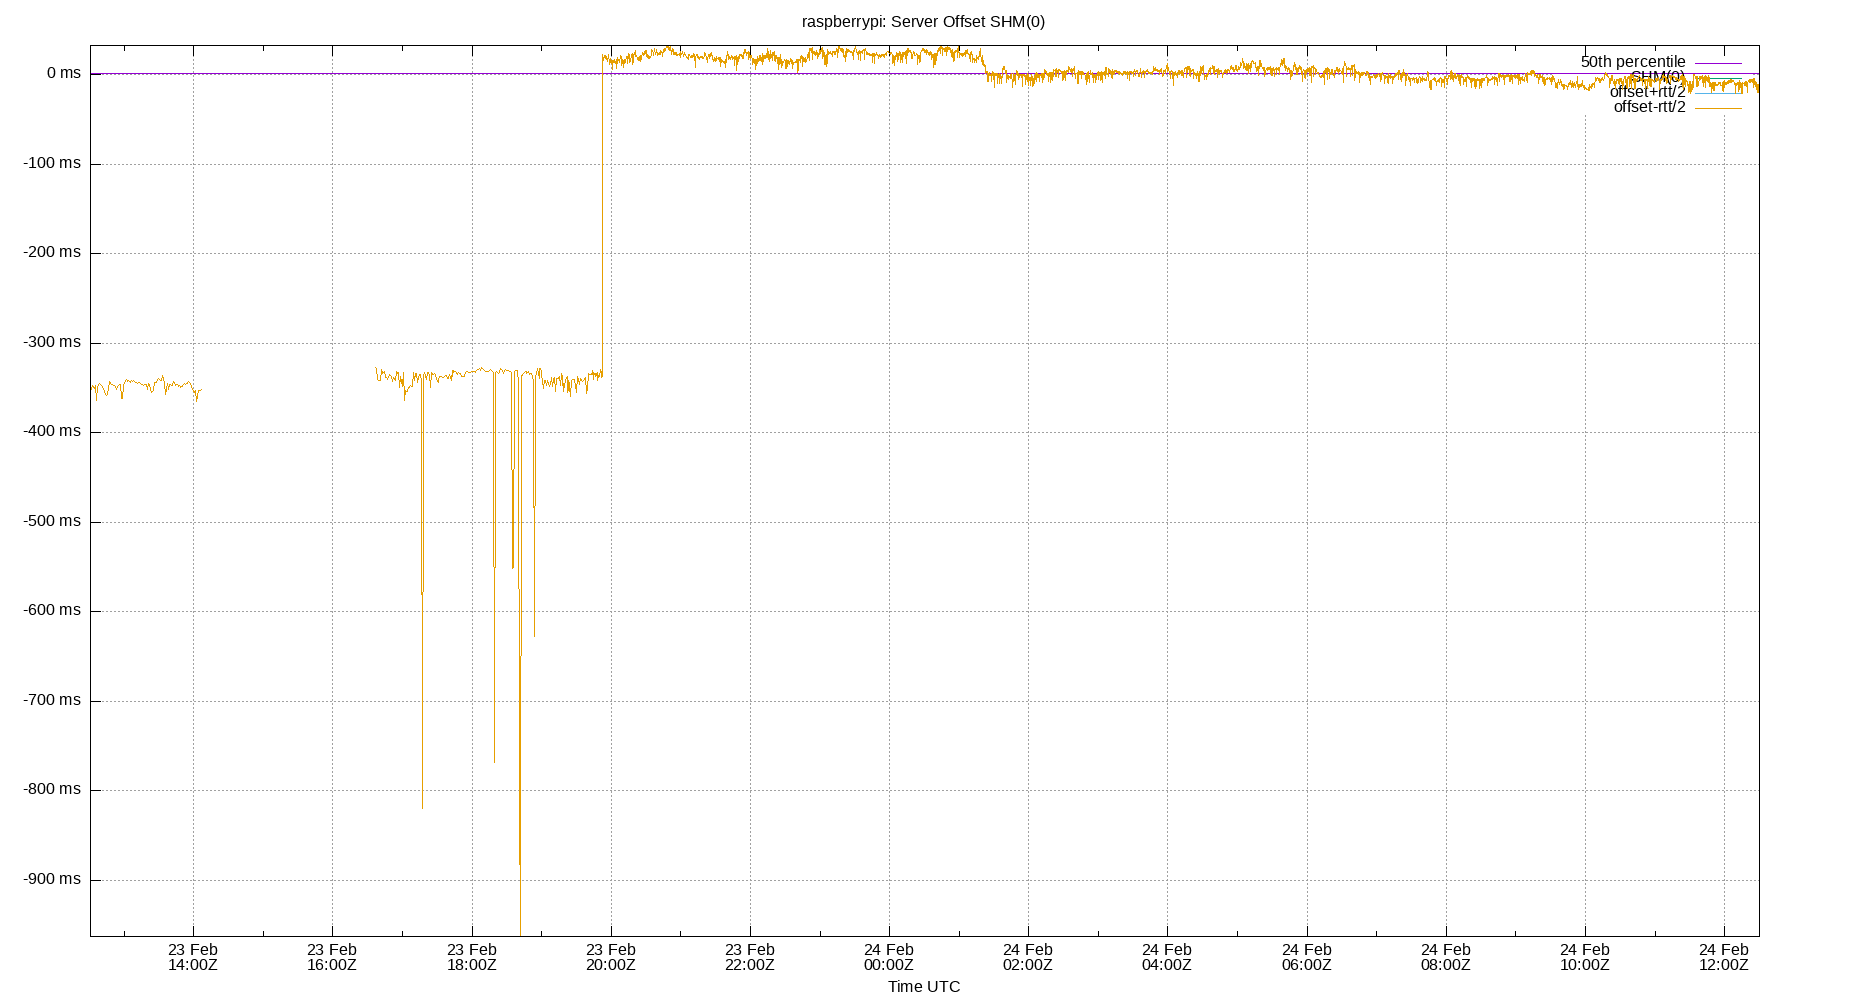 raspberrypi: Server Offset SHM(0)
50th percentile
SHM(0)
offset+rtt/2
offset-rtt/2
0 ms
-100 ms
-200 ms
-300 ms
-400 ms
-500 ms
-600 ms
-700 ms
-800 ms
-900 ms
23 Feb 23 Feb 23 Feb 23 Feb 23 Feb 24 Feb 24 Feb 24 Feb 24 Feb 24 Feb 24 Feb 24 Feb
14:00Z 16:00Z 18:00Z 20:00Z 22:00Z 00:00Z 02:00Z 04:00Z 06:00Z 08:00Z 10:00Z 12:00Z
Time UTC